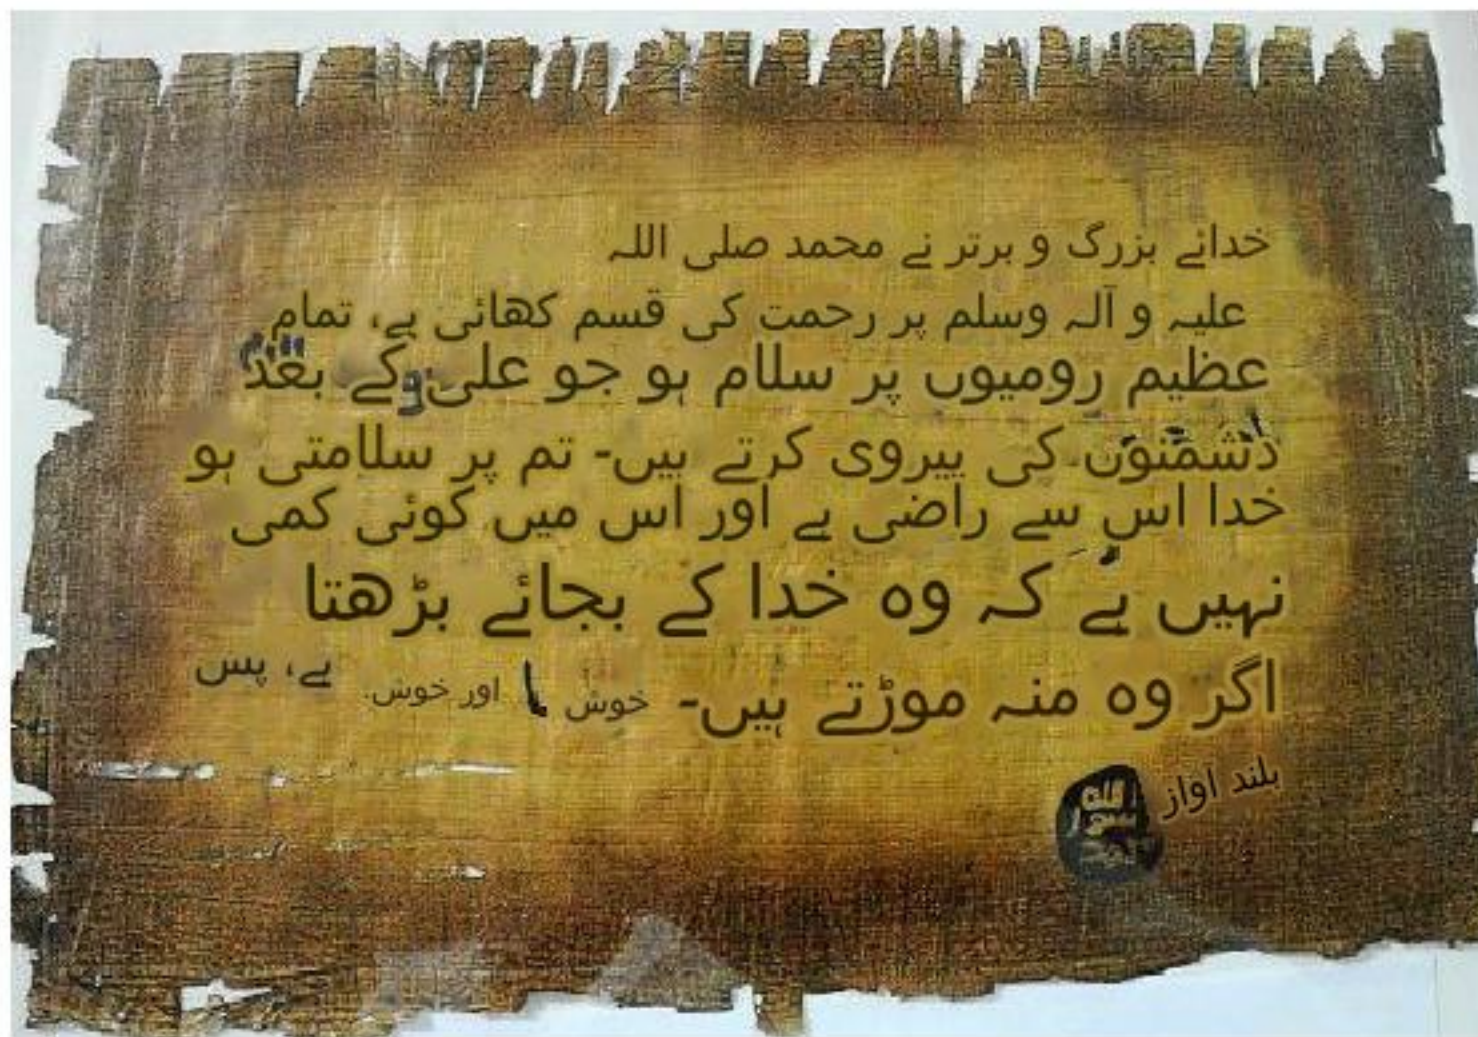 خدائے بزرگ و برتر نے محمد صلی اللہ
علیہ و آلہ وسلم پر رحمت کی قسم کھائی ہے، تمام
عظیم رومیوں پر سلام ہو جو علی کے بعد
دشمنوں کی پیروی کرتے ہیں- تم پر سلامتی ہو
خدا اس سے راضی ہے اور اس میں کوئی کمی
نہیں ہے کہ وہ خدا کے بجائے بڑھتا
اگر وہ منہ موڑتے ہیں- خوش اور خوش. ہے، پس
بلند اواز